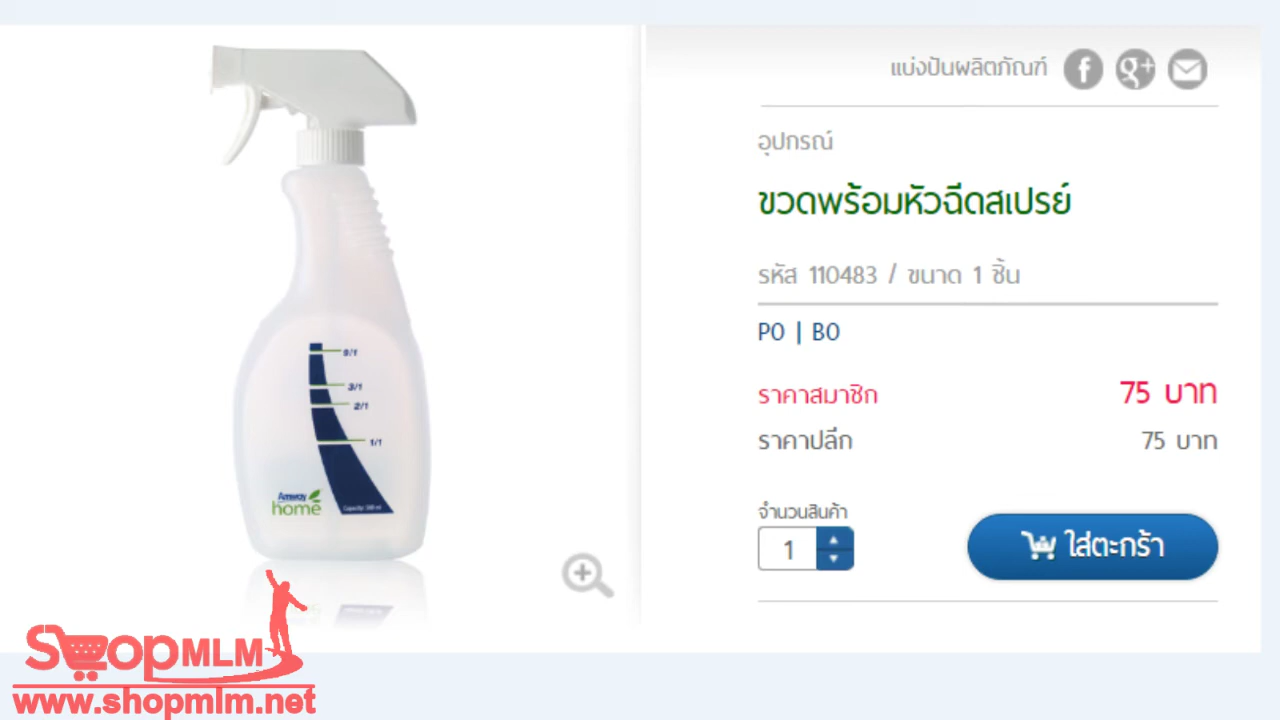 แบ่งปันผลิตภัณฑ์
อุปกรณ์
ขวดพร้อมหัวฉีดสเปรย์
รหัส 110483 / ขนาด 1 ชิ้น
PO | BO
ราคาสมาชิก 75 บาท
ราคาปลีก 75 บาท
จำนวนสินค้า
1
ใส่ตะกร้า
3/1
2/1
1/1
Amway
home
ShopMLM
www.shopmlm.net